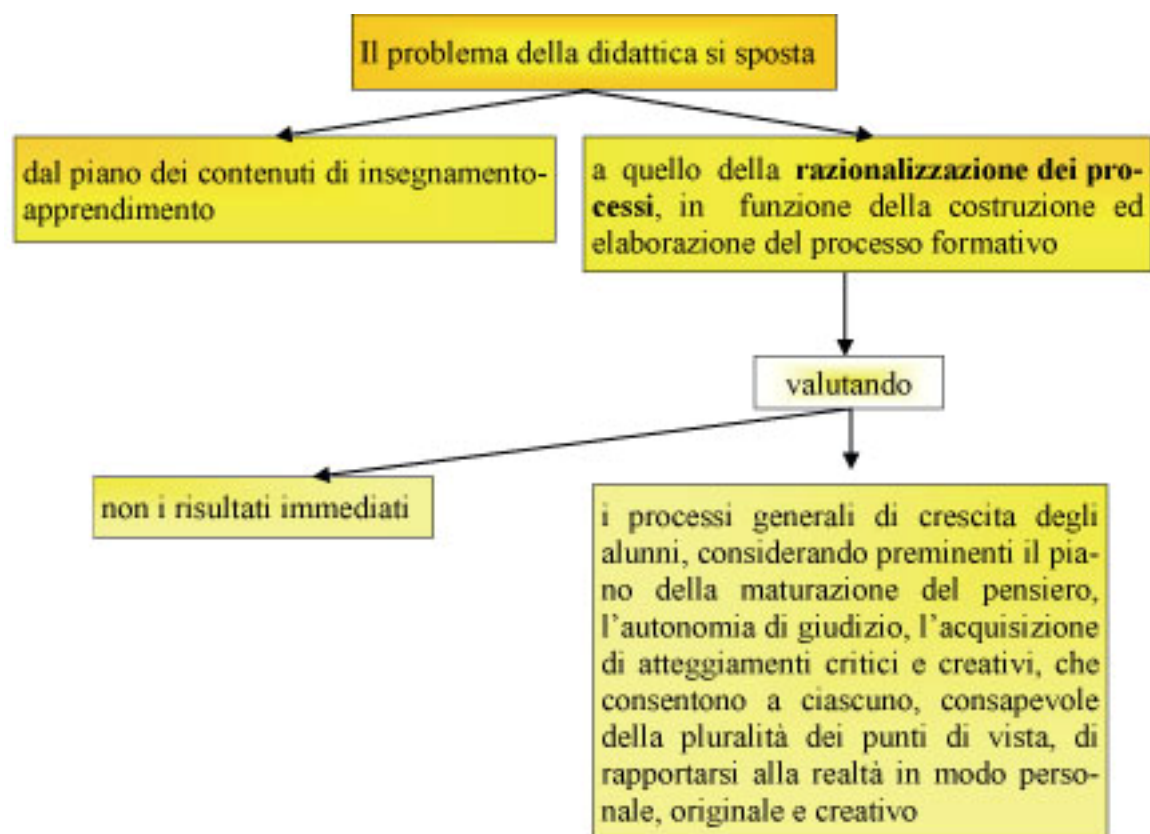 Il problema della didattica si sposta
dal piano dei contenuti di insegnamento-
apprendimento
a quello della razionalizzazione dei pro-
cessi, in funzione della costruzione ed
elaborazione del processo formativo
valutando
non i risultati immediati
i processi generali di crescita degli
alunni, considerando preminenti il pia-
no della maturazione del pensiero,
l’autonomia di giudizio, l’acquisizione
di atteggiamenti critici e creativi, che
consentono a ciascuno, consapevole
della pluralità dei punti di vista, di
rapportarsi alla realtà in modo perso-
nale, originale e creativo